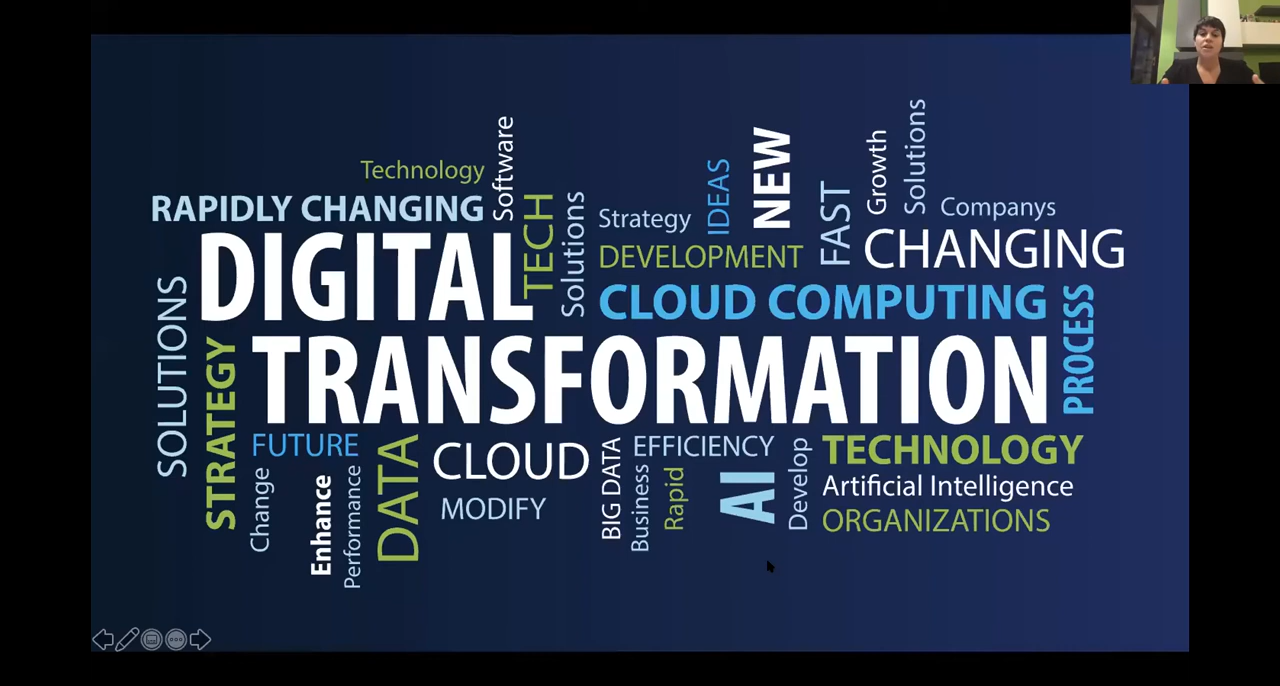 Technology
Software
RAPIDLY CHANGING
DIGITAL
TECH
Solutions
Strategy
IDEAS
NEW
DEVELOPMENT
FAST
Growth
Solutions
Companys
CHANGING
CLOUD COMPUTING
PROCESS
SOLUTIONS
STRATEGY
TRANSFORMATION
FUTURE
Change
Enhance
Performance
DATA
CLOUD
MODIFY
BIG DATA
EFFICIENCY
Business
Rapid
AI
Develop
TECHNOLOGY
Artificial Intelligence
ORGANIZATIONS